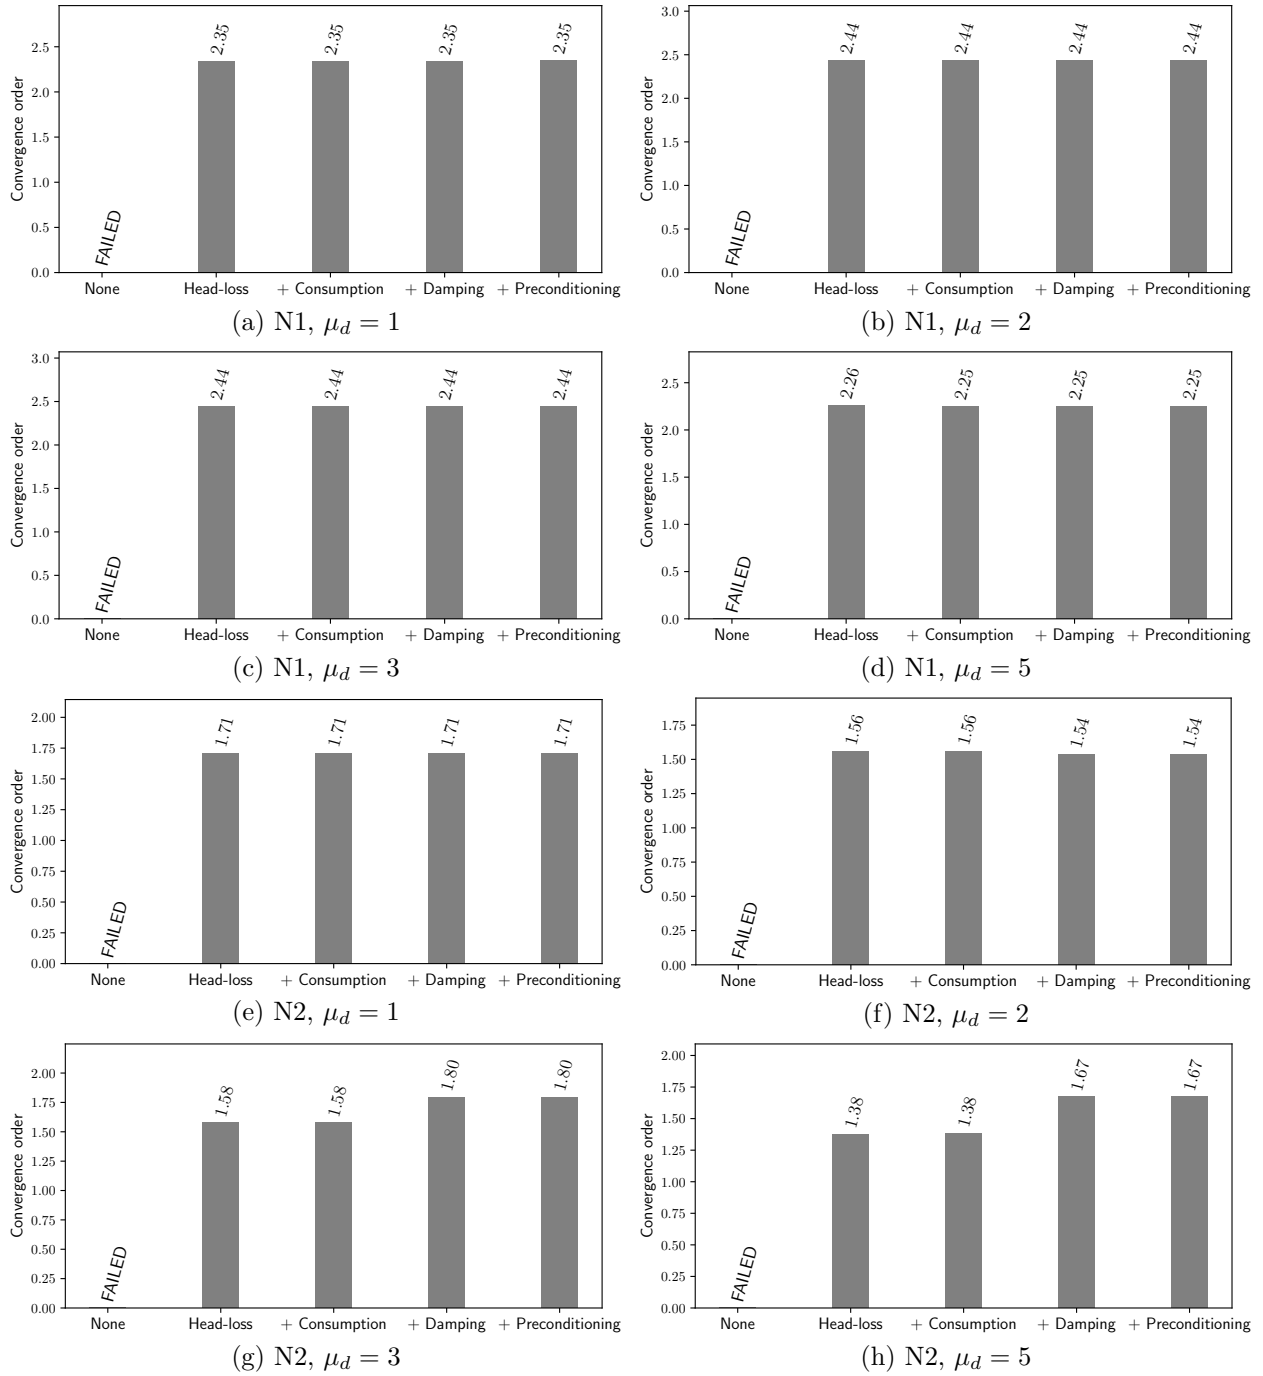 Convergence order
2.5
2.0
1.5
1.0
0.5
0.0
FAILED
2.35
2.35
2.35
2.35
None Head-loss + Consumption + Damping + Preconditioning
(a) N1, μd = 1
Convergence order
3.0
2.5
2.0
1.5
1.0
0.5
0.0
FAILED
2.44
2.44
2.44
2.44
None Head-loss + Consumption + Damping + Preconditioning
(b) N1, μd = 2
Convergence order
3.0
2.5
2.0
1.5
1.0
0.5
0.0
FAILED
2.44
2.44
2.44
2.44
None Head-loss + Consumption + Damping + Preconditioning
(c) N1, μd = 3
Convergence order
2.5
2.0
1.5
1.0
0.5
0.0
FAILED
2.26
2.25
2.25
2.25
None Head-loss + Consumption + Damping + Preconditioning
(d) N1, μd = 5
Convergence order
2.00
1.75
1.50
1.25
1.00
0.75
0.50
0.25
0.00
FAILED
1.71
1.71
1.71
1.71
None Head-loss + Consumption + Damping + Preconditioning
(e) N2, μd = 1
Convergence order
1.75
1.50
1.25
1.00
0.75
0.50
0.25
0.00
FAILED
1.56
1.56
1.54
1.54
None Head-loss + Consumption + Damping + Preconditioning
(f) N2, μd = 2
Convergence order
2.00
1.75
1.50
1.25
1.00
0.75
0.50
0.25
0.00
FAILED
1.58
1.58
1.80
1.80
None Head-loss + Consumption + Damping + Preconditioning
(g) N2, μd = 3
Convergence order
2.00
1.75
1.50
1.25
1.00
0.75
0.50
0.25
0.00
FAILED
1.38
1.38
1.67
1.67
None Head-loss + Consumption + Damping + Preconditioning
(h) N2, μd = 5